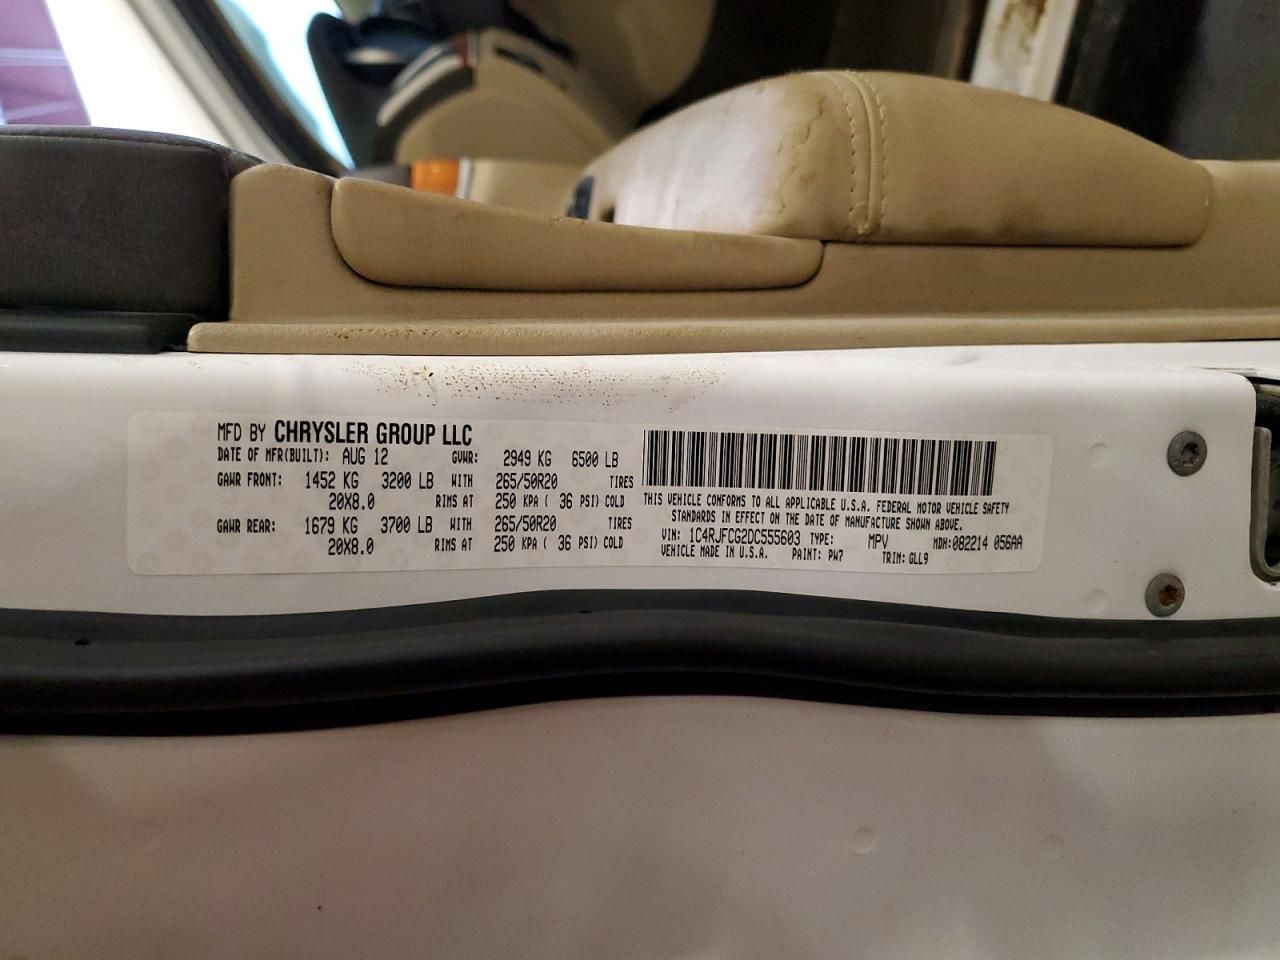 MFD BY CHRYSLER GROUP LLC
DATE OF MFR(BUILT): AUG 12 GVWR: 2949 KG 6500 LB
GAWR FRONT: 1452 KG 3200 LB WITH 265/50R20 TIRES
20X8.0 RIMS AT 250 KPA ( 36 PSI) COLD
GAWR REAR: 1679 KG 3700 LB WITH 265/50R20 TIRES
20X8.0 RIMS AT 250 KPA ( 36 PSI) COLD
THIS VEHICLE CONFORMS TO ALL APPLICABLE U.S.A. FEDERAL MOTOR VEHICLE SAFETY
STANDARDS IN EFFECT ON THE DATE OF MANUFACTURE SHOWN ABOVE.
VIN: 1C4RJFCG2DC555603 TYPE: MPV MDH:082214 056AA
VEHICLE MADE IN U.S.A. PAINT: PW7 TRIM: GLL9